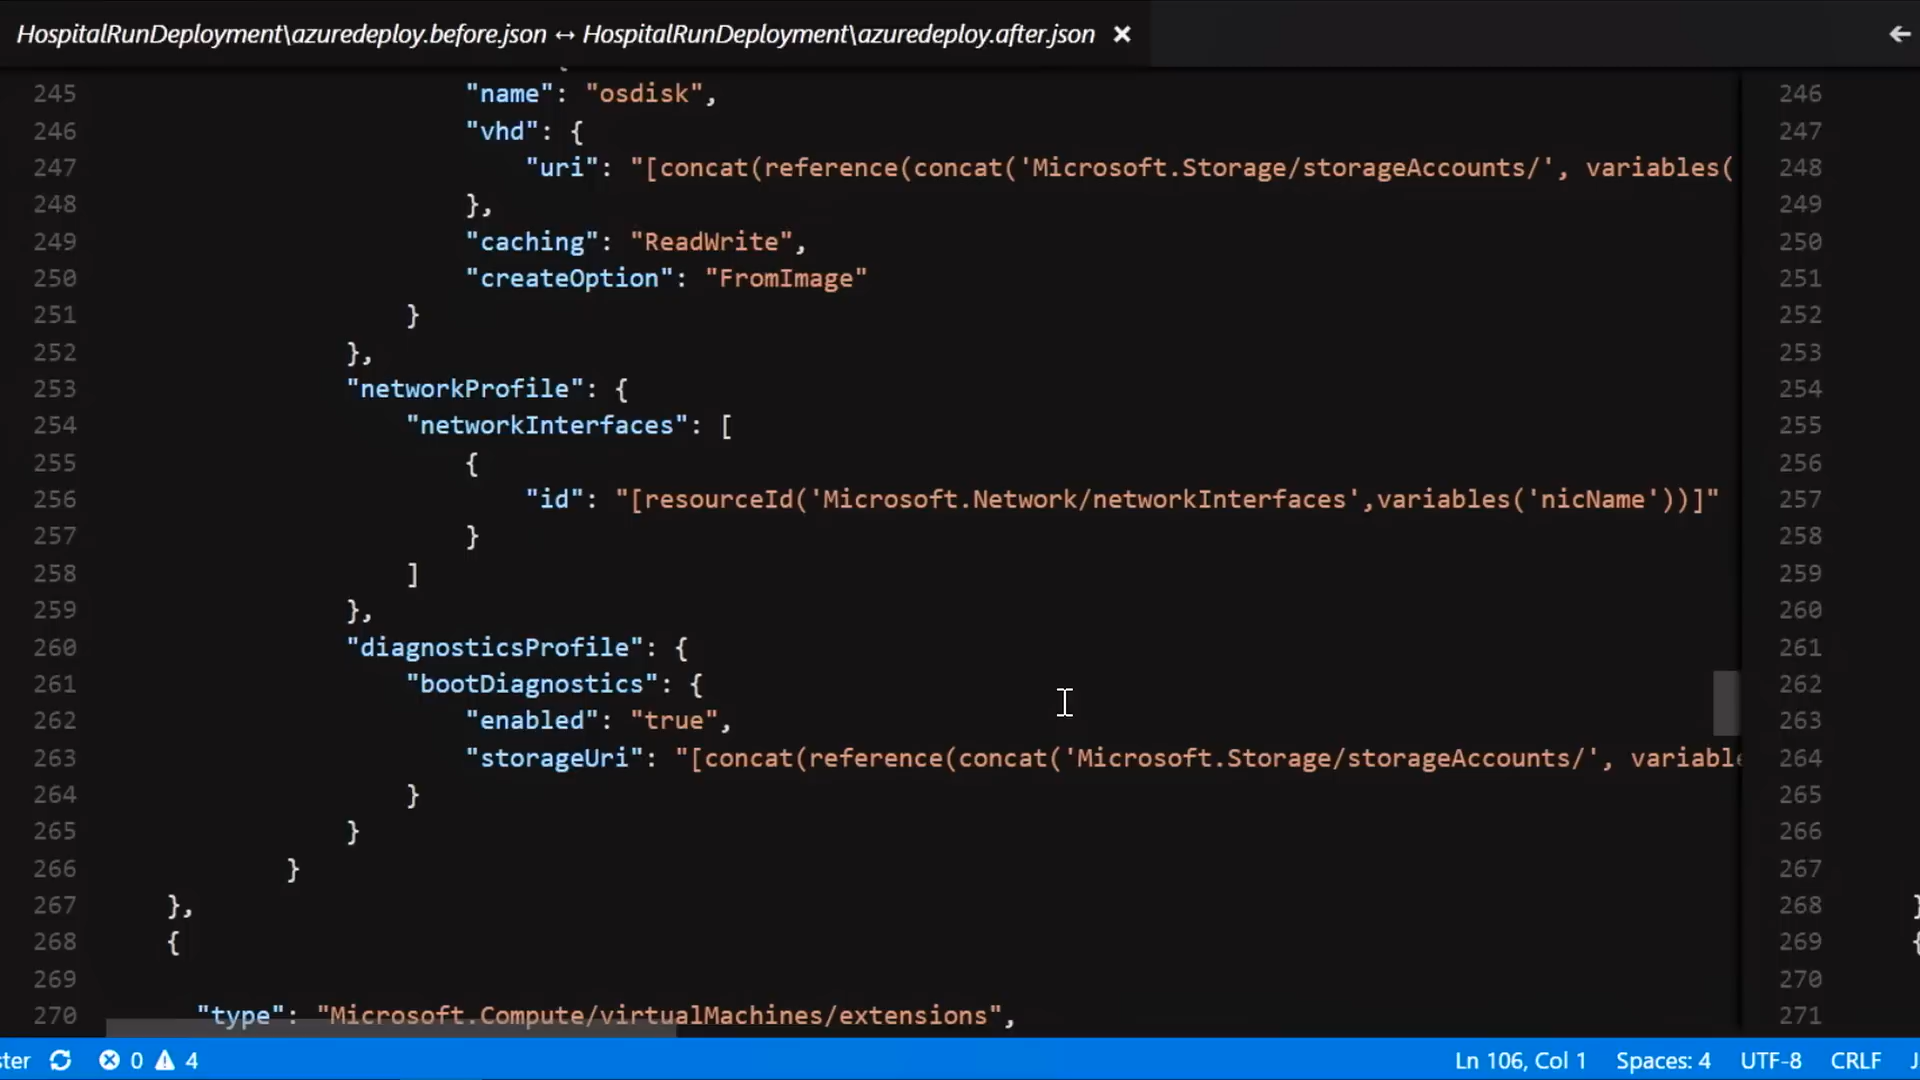 HospitalRunDeployment\azuredeploy.before.json ↔ HospitalRunDeployment\azuredeploy.after.json ×
245 "name": "osdisk", 246
246 "vhd": { 247
247 "uri": "[concat(reference(concat('Microsoft.Storage/storageAccounts/', variables( 248
248 }, 249
249 "caching": "ReadWrite", 250
250 "createOption": "FromImage" 251
251 } 252
252 }, 253
253 "networkProfile": { 254
254 "networkInterfaces": [ 255
255 { 256
256 "id": "[resourceId('Microsoft.Network/networkInterfaces',variables('nicName'))]" 257
257 } 258
258 ] 259
259 }, 260
260 "diagnosticsProfile": { 261
261 "bootDiagnostics": { 262
262 "enabled": "true", 263
263 "storageUri": "[concat(reference(concat('Microsoft.Storage/storageAccounts/', variabl 264
264 } 265
265 } 266
266 } 267
267 }, 268 }
268 { 269 {
269 270
270 "type": "Microsoft.Compute/virtualMachines/extensions", 271
ster 0 4 Ln 106, Col 1 Spaces: 4 UTF-8 CRLF J